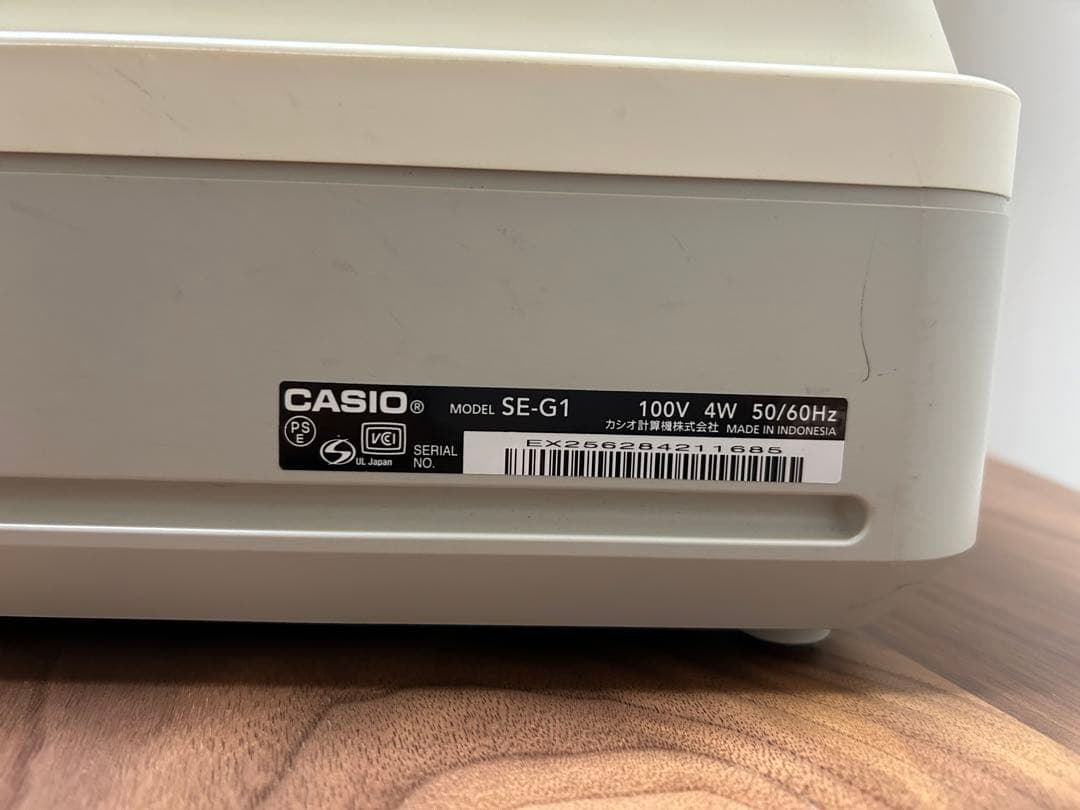 CASIO® MODEL SE-G1 100V 4W 50/60Hz
カシオ計算機株式会社 MADE IN INDONESIA
PS E
UL Japan
VCCI
SERIAL NO.
EX256284211685